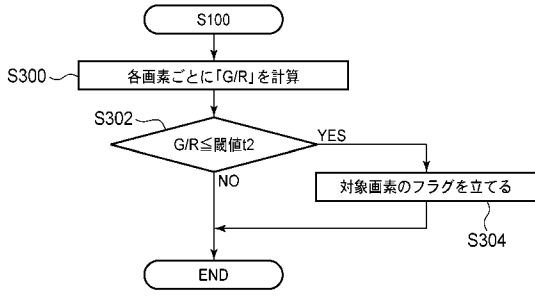 S100
S300
各画素ごとに「G/R」を計算
S302
G/R≦閾値t2
YES
NO
対象画素のフラグを立てる
S304
END